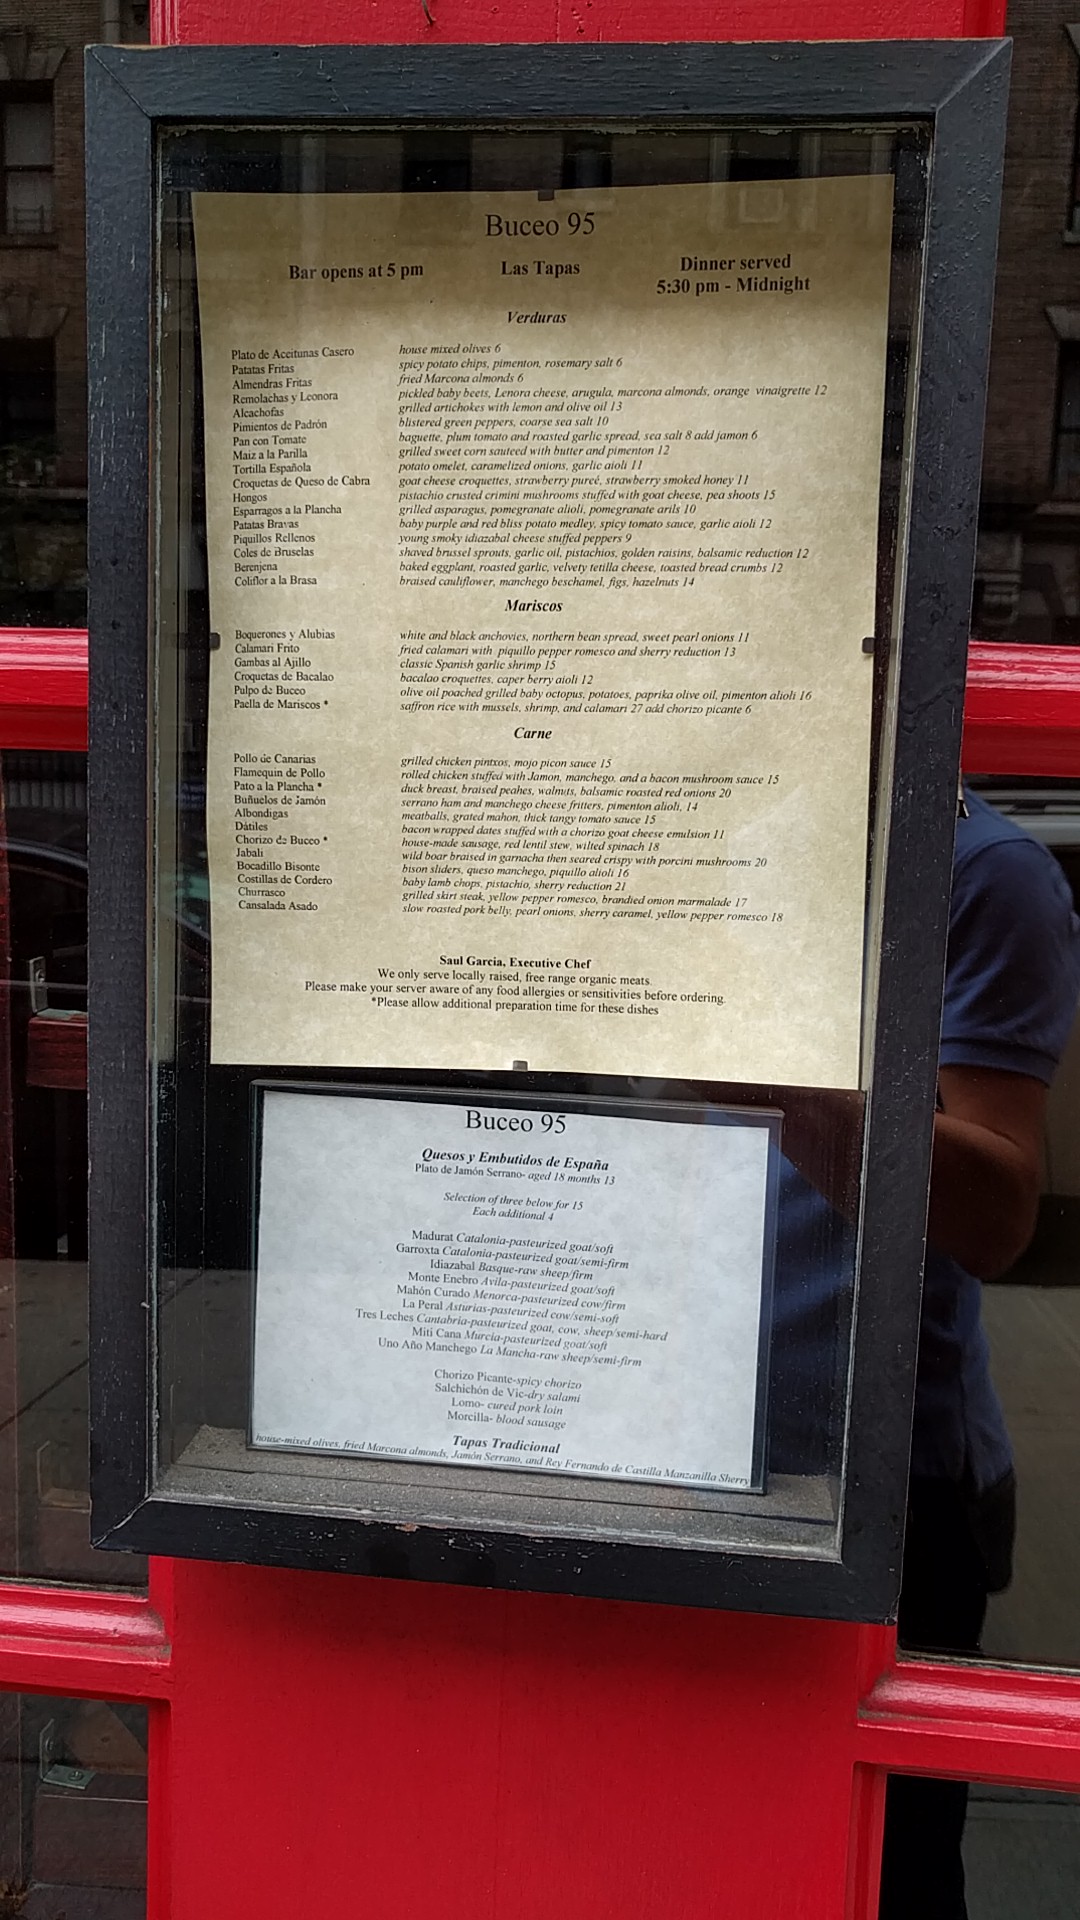 Buceo 95
Bar opens at 5 pm Las Tapas Dinner served
5:30 pm - Midnight
Verduras
Plato de Aceitunas Casero house mixed olives 6
Patatas Fritas spicy potato chips, pimenton, rosemary salt 6
Almendras Fritas fried Marcona almonds 6
Remolachas y Leonora pickled baby beets, Lenora cheese, arugula, marcona almonds, orange vinaigrette 12
Alcachofas grilled artichokes with lemon and olive oil 13
Pimientos de Padrón blistered green peppers, coarse sea salt 10
Pan con Tomate baguette, plum tomato and roasted garlic spread, sea salt 8 add jamon 6
Maiz a la Parilla grilled sweet corn sauteed with butter and pimenton 12
Tortilla Española potato omelet, caramelized onions, garlic aioli 11
Croquetas de Queso de Cabra goat cheese croquettes, strawberry pureé, strawberry smoked honey 11
Hongos pistachio crusted crimini mushrooms stuffed with goat cheese, pea shoots 15
Esparragos a la Plancha grilled asparagus, pomegranate alioli, pomegranate arils 10
Patatas Bravas baby purple and red bliss potato medley, spicy tomato sauce, garlic aioli 12
Piquillos Rellenos young smoky idiazabal cheese stuffed peppers 9
Coles de Bruselas shaved brussel sprouts, garlic oil, pistachios, golden raisins, balsamic reduction 12
Berenjena baked eggplant, roasted garlic, velvety tetilla cheese, toasted bread crumbs 12
Coliflor a la Brasa braised cauliflower, manchego beschamel, figs, hazelnuts 14
Mariscos
Boquerones y Alubias white and black anchovies, northern bean spread, sweet pearl onions 11
Calamari Frito fried calamari with piquillo pepper romesco and sherry reduction 13
Gambas al Ajillo classic Spanish garlic shrimp 15
Croquetas de Bacalao bacalao croquettes, caper berry aioli 12
Pulpo de Buceo olive oil poached grilled baby octopus, potatoes, paprika olive oil, pimenton alioli 16
Paella de Mariscos * saffron rice with mussels, shrimp, and calamari 27 add chorizo picante 6
Carne
Pollo de Canarias grilled chicken pintxos, mojo picon sauce 15
Flamequin de Pollo rolled chicken stuffed with Jamon, manchego, and a bacon mushroom sauce 15
Pato a la Plancha * duck breast, braised peahes, walnuts, balsamic roasted red onions 20
Buñuelos de Jamón serrano ham and manchego cheese fritters, pimenton alioli, 14
Albondigas meatballs, grated mahon, thick tangy tomato sauce 15
Dátiles bacon wrapped dates stuffed with a chorizo goat cheese emulsion 11
Chorizo de Buceo * house-made sausage, red lentil stew, wilted spinach 18
Jabali wild boar braised in garnacha then seared crispy with porcini mushrooms 20
Bocadillo Bisonte bison sliders, queso manchego, piquillo alioli 16
Costillas de Cordero baby lamb chops, pistachio, sherry reduction 21
Churrasco grilled skirt steak, yellow pepper romesco, brandied onion marmalade 17
Cansalada Asado slow roasted pork belly, pearl onions, sherry caramel, yellow pepper romesco 18
Saul Garcia, Executive Chef
We only serve locally raised, free range organic meats.
Please make your server aware of any food allergies or sensitivities before ordering.
*Please allow additional preparation time for these dishes
Buceo 95
Quesos y Embutidos de España
Plato de Jamón Serrano- aged 18 months 13
Selection of three below for 15
Each additional 4
Madurat Catalonia-pasteurized goat/soft
Garroxta Catalonia-pasteurized goat/semi-firm
Idiazabal Basque-raw sheep/firm
Monte Enebro Avila-pasteurized goat/soft
Mahón Curado Menorca-pasteurized cow/firm
La Peral Asturias-pasteurized cow/semi-soft
Tres Leches Cantabria-pasteurized goat, cow, sheep/semi-hard
Miti Cana Murcia-pasteurized goat/soft
Uno Año Manchego La Mancha-raw sheep/semi-firm
Chorizo Picante-spicy chorizo
Salchichón de Vic-dry salami
Lomo- cured pork loin
Morcilla- blood sausage
Tapas Tradicional
house-mixed olives, fried Marcona almonds, Jamón Serrano, and Rey Fernando de Castilla Manzanilla Sherry